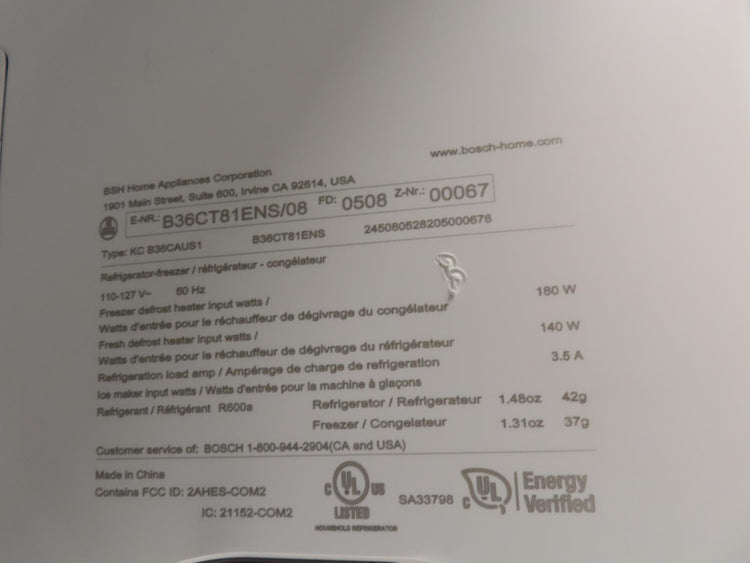 www.bosch-home.com
BSH Home Appliances Corporation
1901 Main Street, Suite 600, Irvine CA 92614, USA
E-NR.: B36CT81ENS/08 FD: 0508 Z-Nr.: 00067
Type: KC B36CAUS1 B36CT81ENS 245080528205000676
Refrigerator-freezer / réfrigérateur - congélateur
110-127 V~ 60 Hz
Freezer defrost heater input watts /
Watts d'entrée pour le réchauffeur de dégivrage du congélateur 180 W
Fresh defrost heater input watts /
Watts d'entrée pour le réchauffeur de dégivrage du réfrigérateur 140 W
Refrigeration load amp / Ampérage de charge de refrigeration 3.5 A
Ice maker input watts / Watts d'entrée pour la machine à glaçons
Refrigerant / Réfrigérant R600a Refrigerator / Refrigerateur 1.48oz 42g
Freezer / Congelateur 1.31oz 37g
Customer service of: BOSCH 1-800-944-2904(CA and USA)
Made in China
Contains FCC ID: 2AHES-COM2
IC: 21152-COM2
C UL US
LISTED
HOUSEHOLD REFRIGERATOR
SA33798
C UL
Energy
Verified